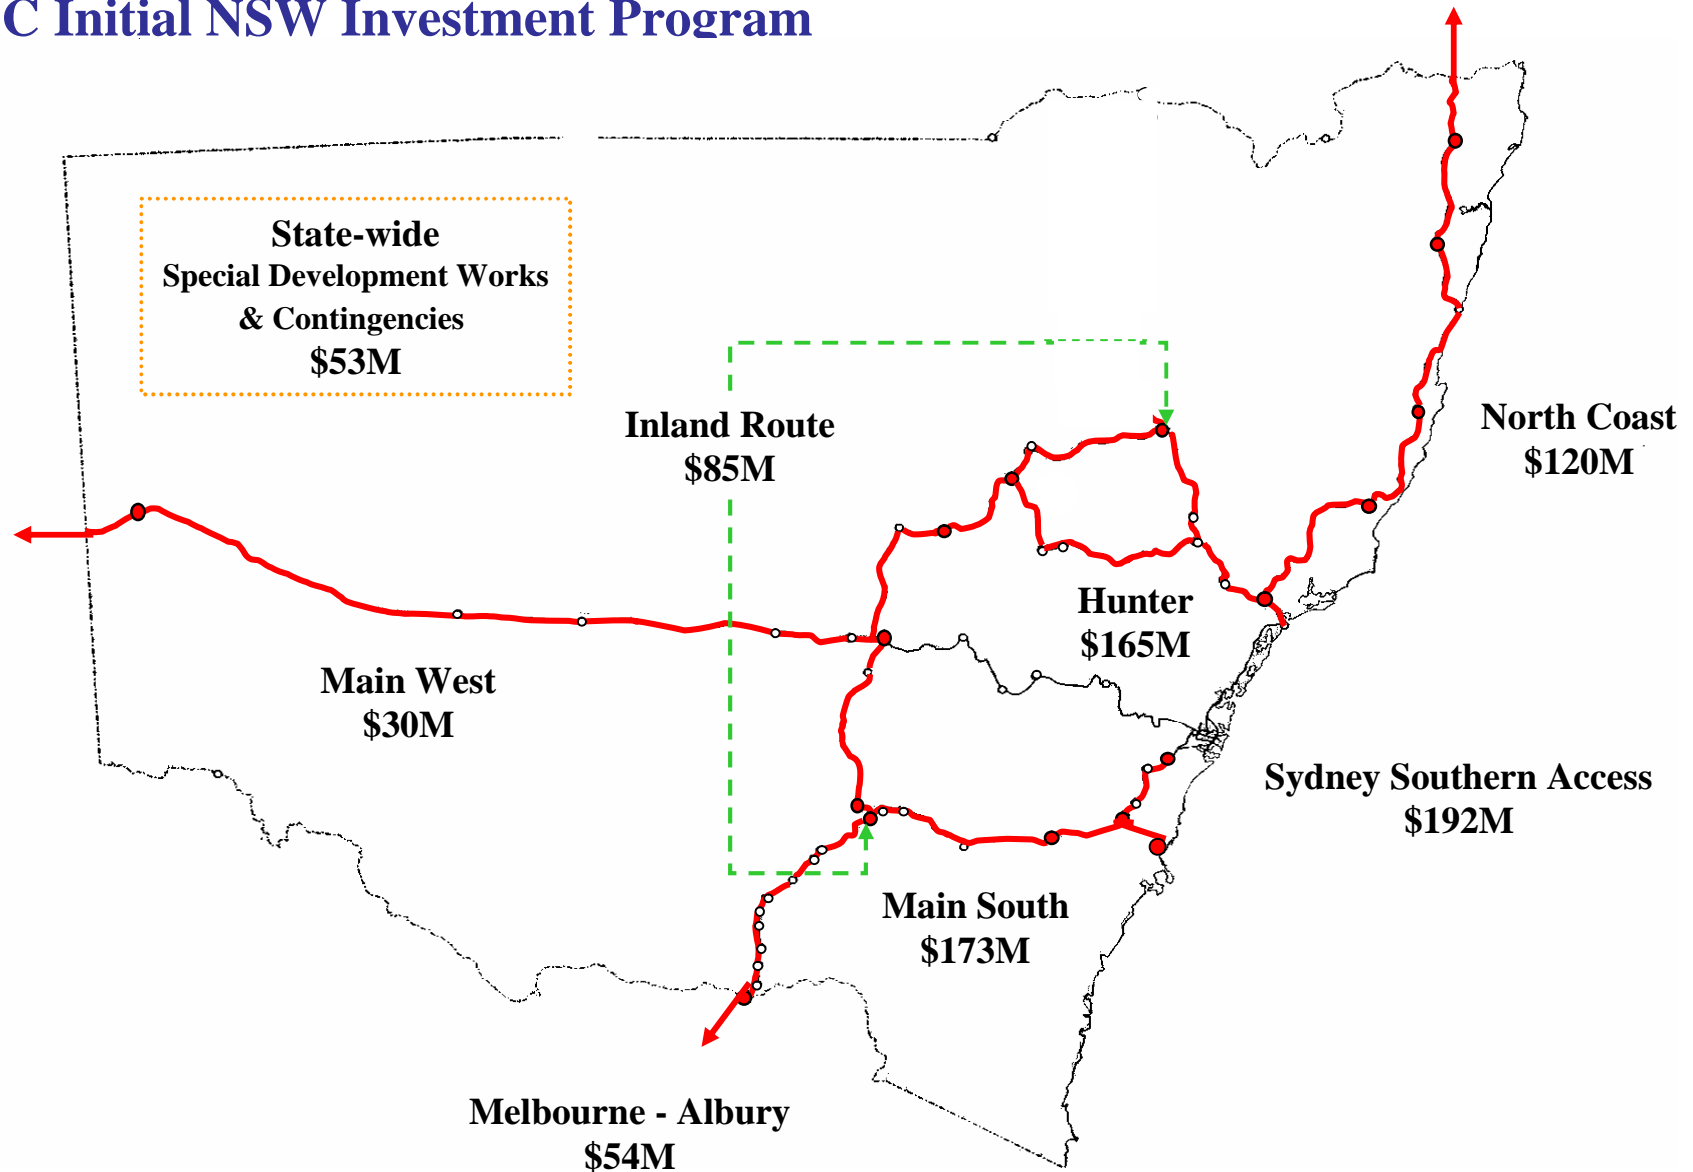 C Initial NSW Investment Program
State-wide
Special Development Works
& Contingencies
$53M
Inland Route
$85M
North Coast
$120M
Hunter
$165M
Main West
$30M
Sydney Southern Access
$192M
Main South
$173M
Melbourne - Albury
$54M